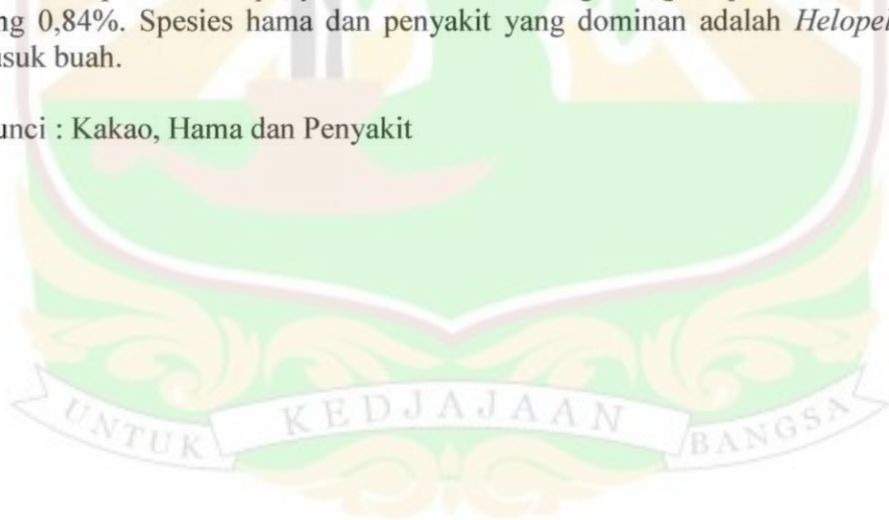 ng 0,84%. Spesies hama dan penyakit yang dominan adalah Helopel
usuk buah.
unci : Kakao, Hama dan Penyakit
UNTUK KEDJAJAAN BANGSA